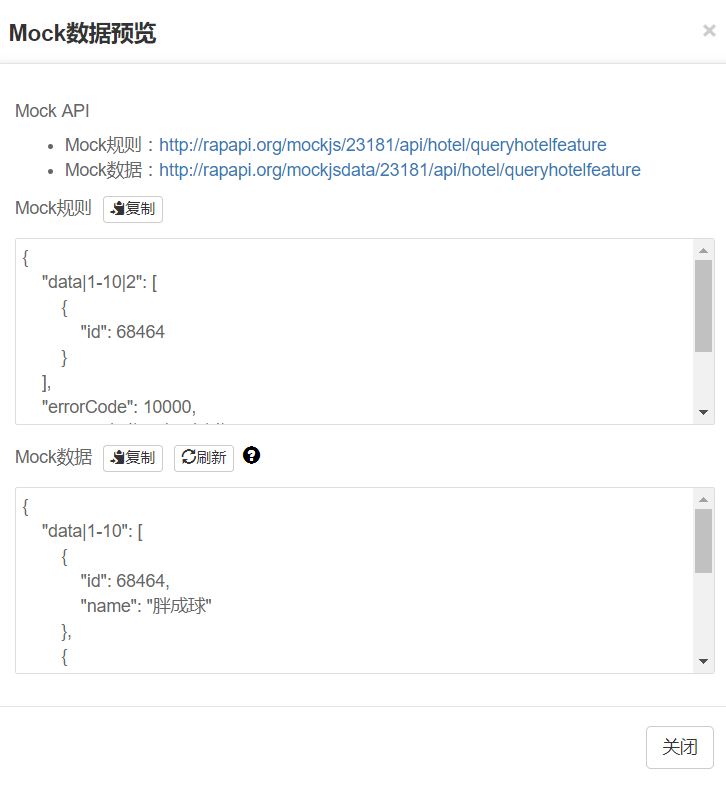 Mock数据预览
×
Mock API
Mock规则：http://rapapi.org/mockjs/23181/api/hotel/queryhotelfeature
Mock数据：http://rapapi.org/mockjsdata/23181/api/hotel/queryhotelfeature
Mock规则 复制
{
"data|1-10|2": [
{
"id": 68464
}
],
"errorCode": 10000,
Mock数据 复制 刷新 ?
{
"data|1-10": [
{
"id": 68464,
"name": "胖成球"
},
{
关闭